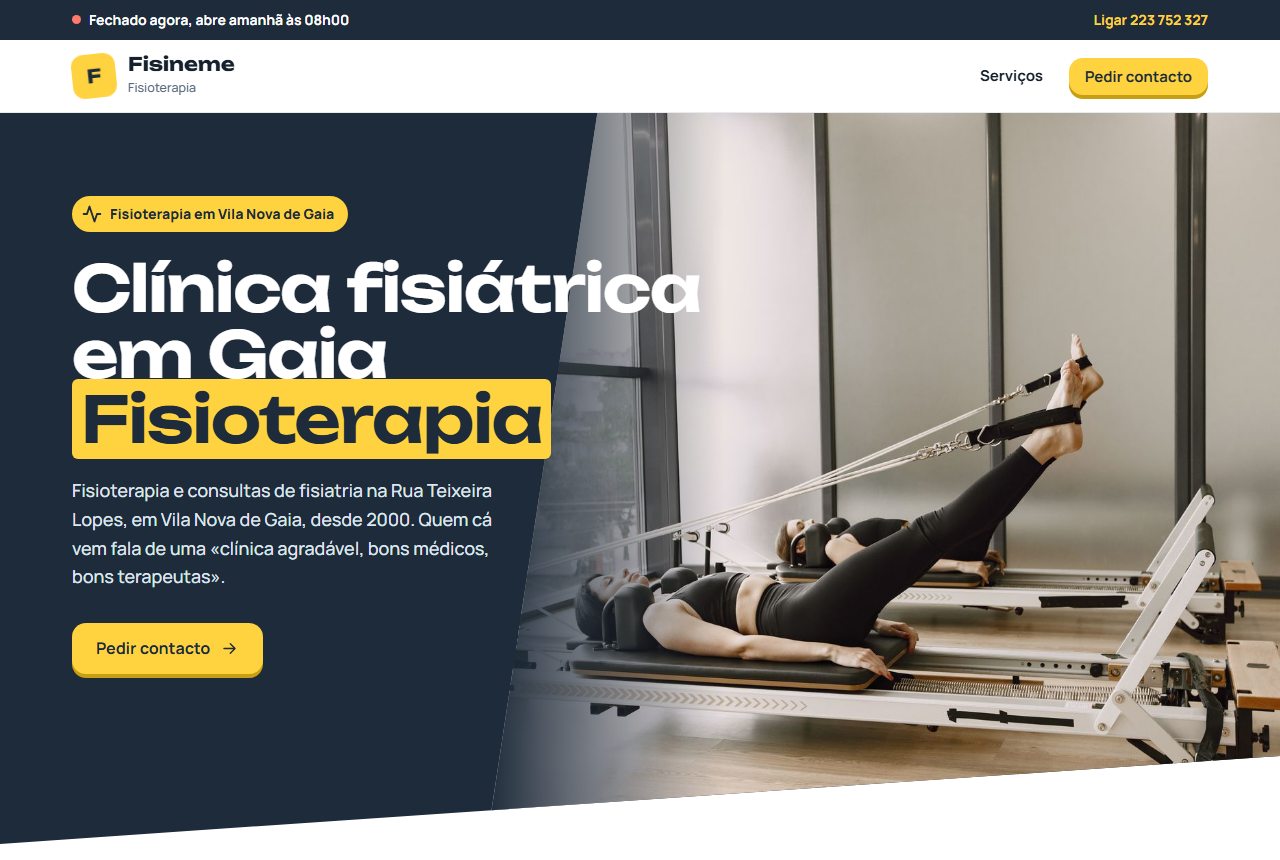 Fechado agora, abre amanhã às 08h00
Ligar 223 752 327
F
Fisineme
Fisioterapia
Serviços
Pedir contacto
Fisioterapia em Vila Nova de Gaia
Clínica fisiátrica
em Gaia
Fisioterapia
Fisioterapia e consultas de fisiatria na Rua Teixeira
Lopes, em Vila Nova de Gaia, desde 2000. Quem cá
vem fala de uma «clínica agradável, bons médicos,
bons terapeutas».
Pedir contacto →